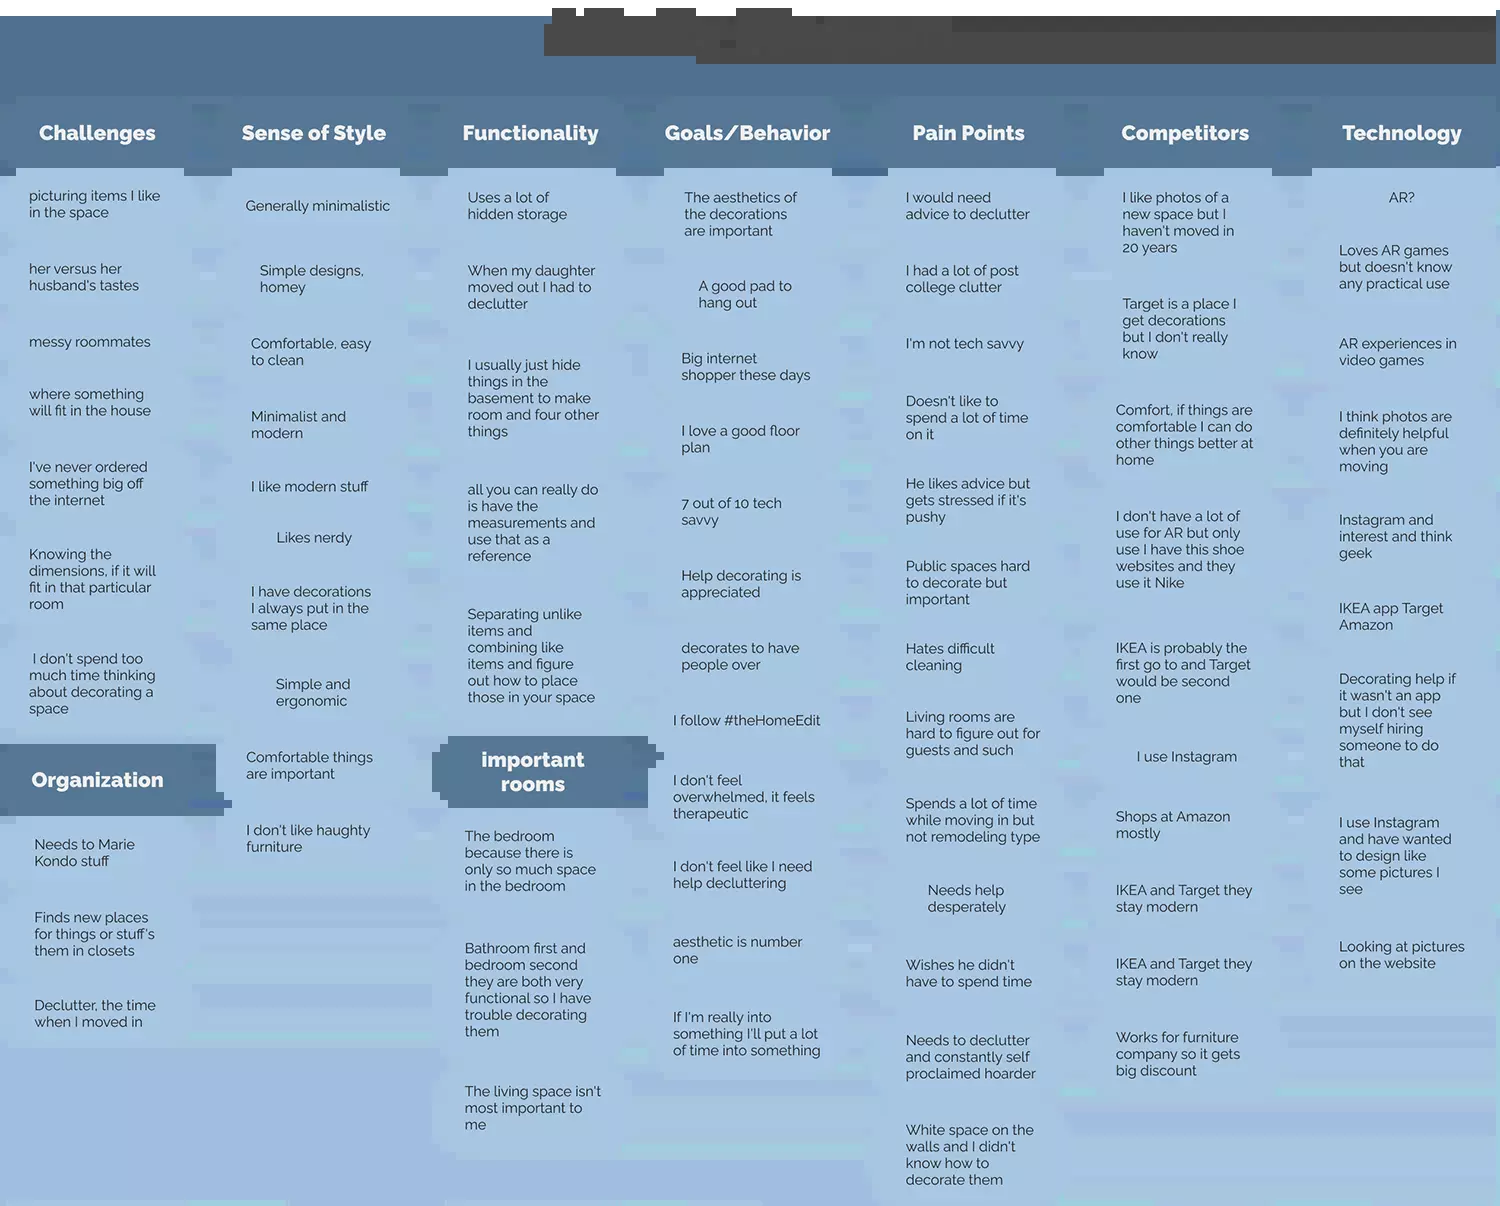 Challenges
picturing items I like
in the space
her versus her
husband's tastes
messy roommates
where something
will fit in the house
I've never ordered
something big off
the internet
Knowing the
dimensions, if it will
fit in that particular
room
I don't spend too
much time thinking
about decorating a
space
Organization
Needs to Marie
Kondo stuff
Finds new places
for things or stuff's
them in closets
Declutter, the time
when I moved in
Sense of Style
Generally minimalistic
Simple designs,
homey
Comfortable, easy
to clean
Minimalist and
modern
I like modern stuff
Likes nerdy
I have decorations
I always put in the
same place
Simple and
ergonomic
Comfortable things
are important
I don't like haughty
furniture
Functionality
Uses a lot of
hidden storage
When my daughter
moved out I had to
declutter
I usually just hide
things in the
basement to make
room and four other
things
all you can really do
is have the
measurements and
use that as a
reference
Separating unlike
items and
combining like
items and figure
out how to place
those in your space
important
rooms
The bedroom
because there is
only so much space
in the bedroom
Bathroom first and
bedroom second
they are both very
functional so I have
trouble decorating
them
The living space isn't
most important to
me
Goals/Behavior
The aesthetics of
the decorations
are important
A good pad to
hang out
Big internet
shopper these days
I love a good floor
plan
7 out of 10 tech
savvy
Help decorating is
appreciated
decorates to have
people over
I follow #theHomeEdit
I don't feel
overwhelmed, it feels
therapeutic
I don't feel like I need
help decluttering
aesthetic is number
one
If I'm really into
something I'll put a lot
of time into something
Pain Points
I would need
advice to declutter
I had a lot of post
college clutter
I'm not tech savvy
Doesn't like to
spend a lot of time
on it
He likes advice but
gets stressed if it's
pushy
Public spaces hard
to decorate but
important
Hates difficult
cleaning
Living rooms are
hard to figure out for
guests and such
Spends a lot of time
while moving in but
not remodeling type
Needs help
desperately
Wishes he didn't
have to spend time
Needs to declutter
and constantly self
proclaimed hoarder
White space on the
walls and I didn't
know how to
decorate them
Competitors
I like photos of a
new space but I
haven't moved in
20 years
Target is a place I
get decorations
but I don't really
know
Comfort, if things are
comfortable I can do
other things better at
home
I don't have a lot of
use for AR but only
use I have this shoe
websites and they
use it Nike
IKEA is probably the
first go to and Target
would be second
one
I use Instagram
Shops at Amazon
mostly
IKEA and Target they
stay modern
IKEA and Target they
stay modern
Works for furniture
company so it gets
big discount
Technology
AR?
Loves AR games
but doesn't know
any practical use
AR experiences in
video games
I think photos are
definitely helpful
when you are
moving
Instagram and
interest and think
geek
IKEA app Target
Amazon
Decorating help if
it wasn't an app
but I don't see
myself hiring
someone to do
that
I use Instagram
and have wanted
to design like
some pictures I
see
Looking at pictures
on the website